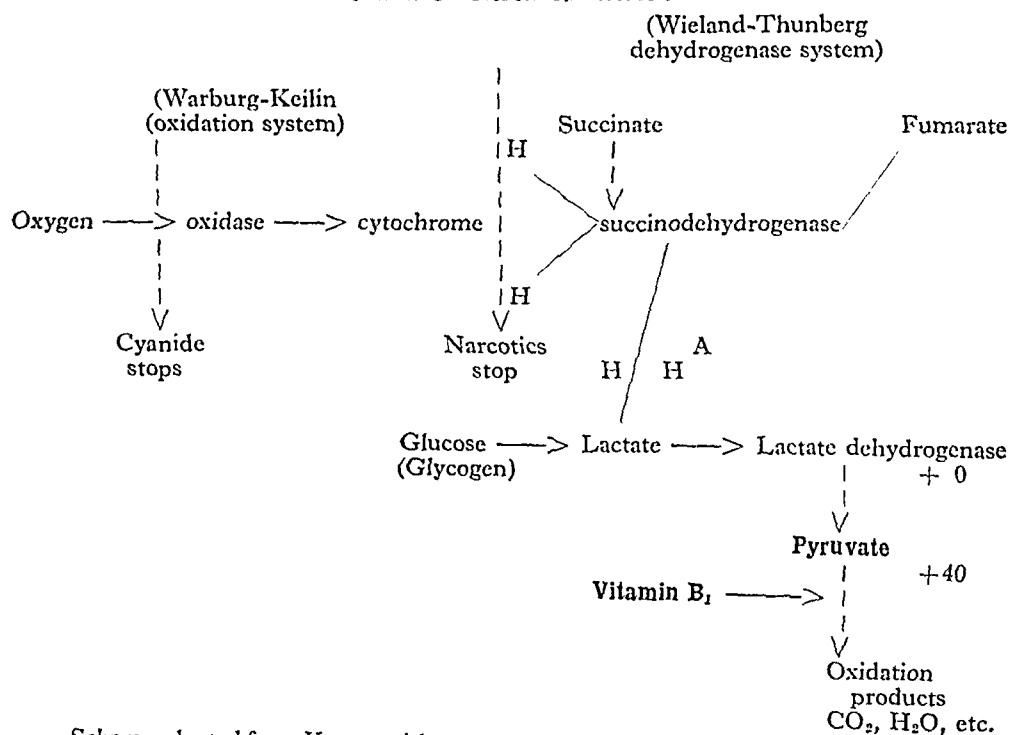 (Wieland-Thunberg
dehydrogenase system)
(Warburg-Keilin
(oxidation system)
Succinate
Fumarate
H
Oxygen
oxidase
cytochrome
succinodehydrogenase
H
Cyanide
stops
Narcotics
stop
A
H
H
Glucose
(Glycogen)
Lactate
Lactate dehydrogenase
+ 0
Pyruvate
+40
Vitamin B₁
Oxidation
products
CO₂, H₂O, etc.